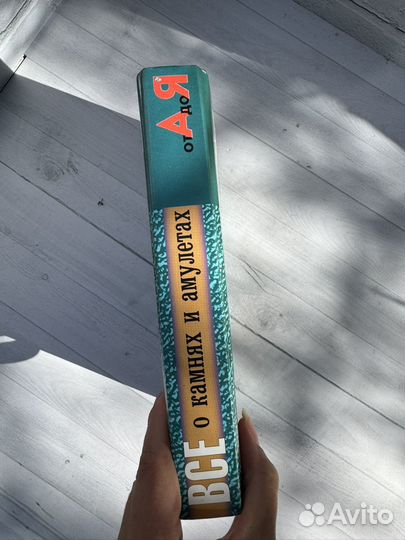 ВСЕ о камнях и амулетах
от А до Я
Avito